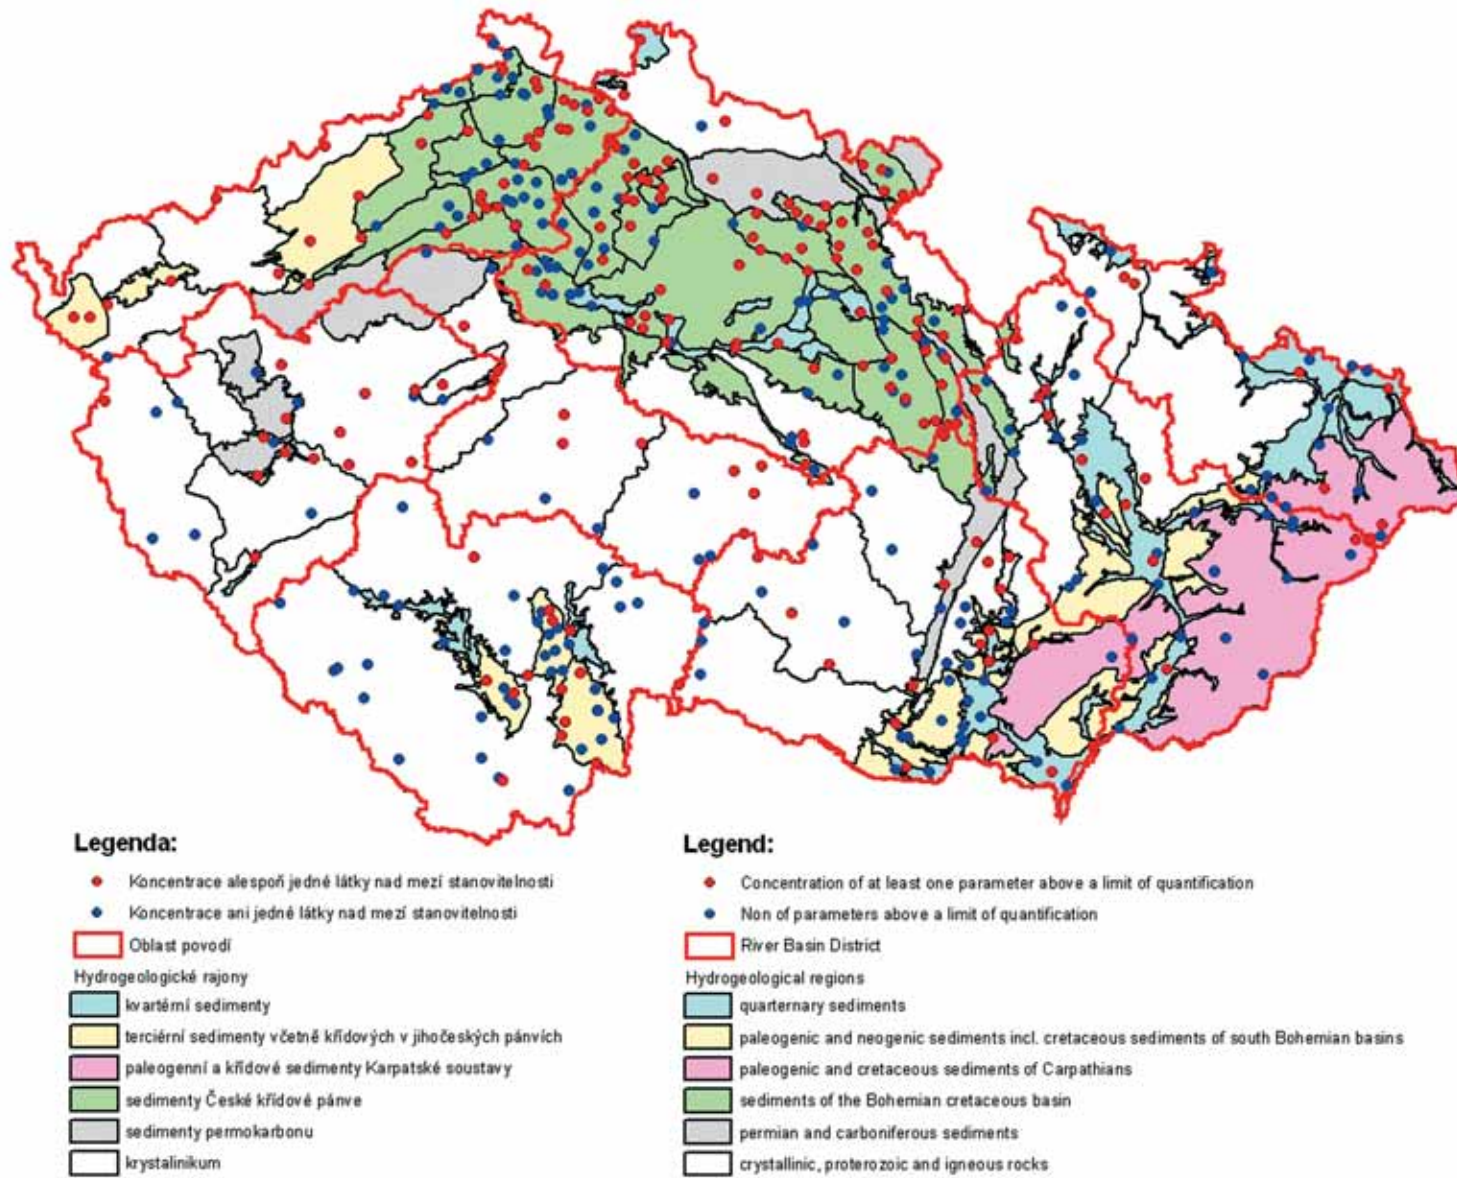 Legenda:
Koncentrace alespoň jedné látky nad mezí stanovitelnosti
Koncentrace ani jedné látky nad mezí stanovitelnosti
Oblast povodí
Hydrogeologické rajony
kvartérní sedimenty
terciérní sedimenty včetně křídových v jihočeských pánvích
paleogenní a křídové sedimenty Karpatské soustavy
sedimenty České křídové pánve
sedimenty permokarbonu
krystalinikum
Legend:
Concentration of at least one parameter above a limit of quantification
Non of parameters above a limit of quantification
River Basin District
Hydrogeological regions
quarternary sediments
paleogenic and neogenic sediments incl. cretaceous sediments of south Bohemian basins
paleogenic and cretaceous sediments of Carpathians
sediments of the Bohemian cretaceous basin
permian and carboniferous sediments
crystallinic, proterozoic and igneous rocks